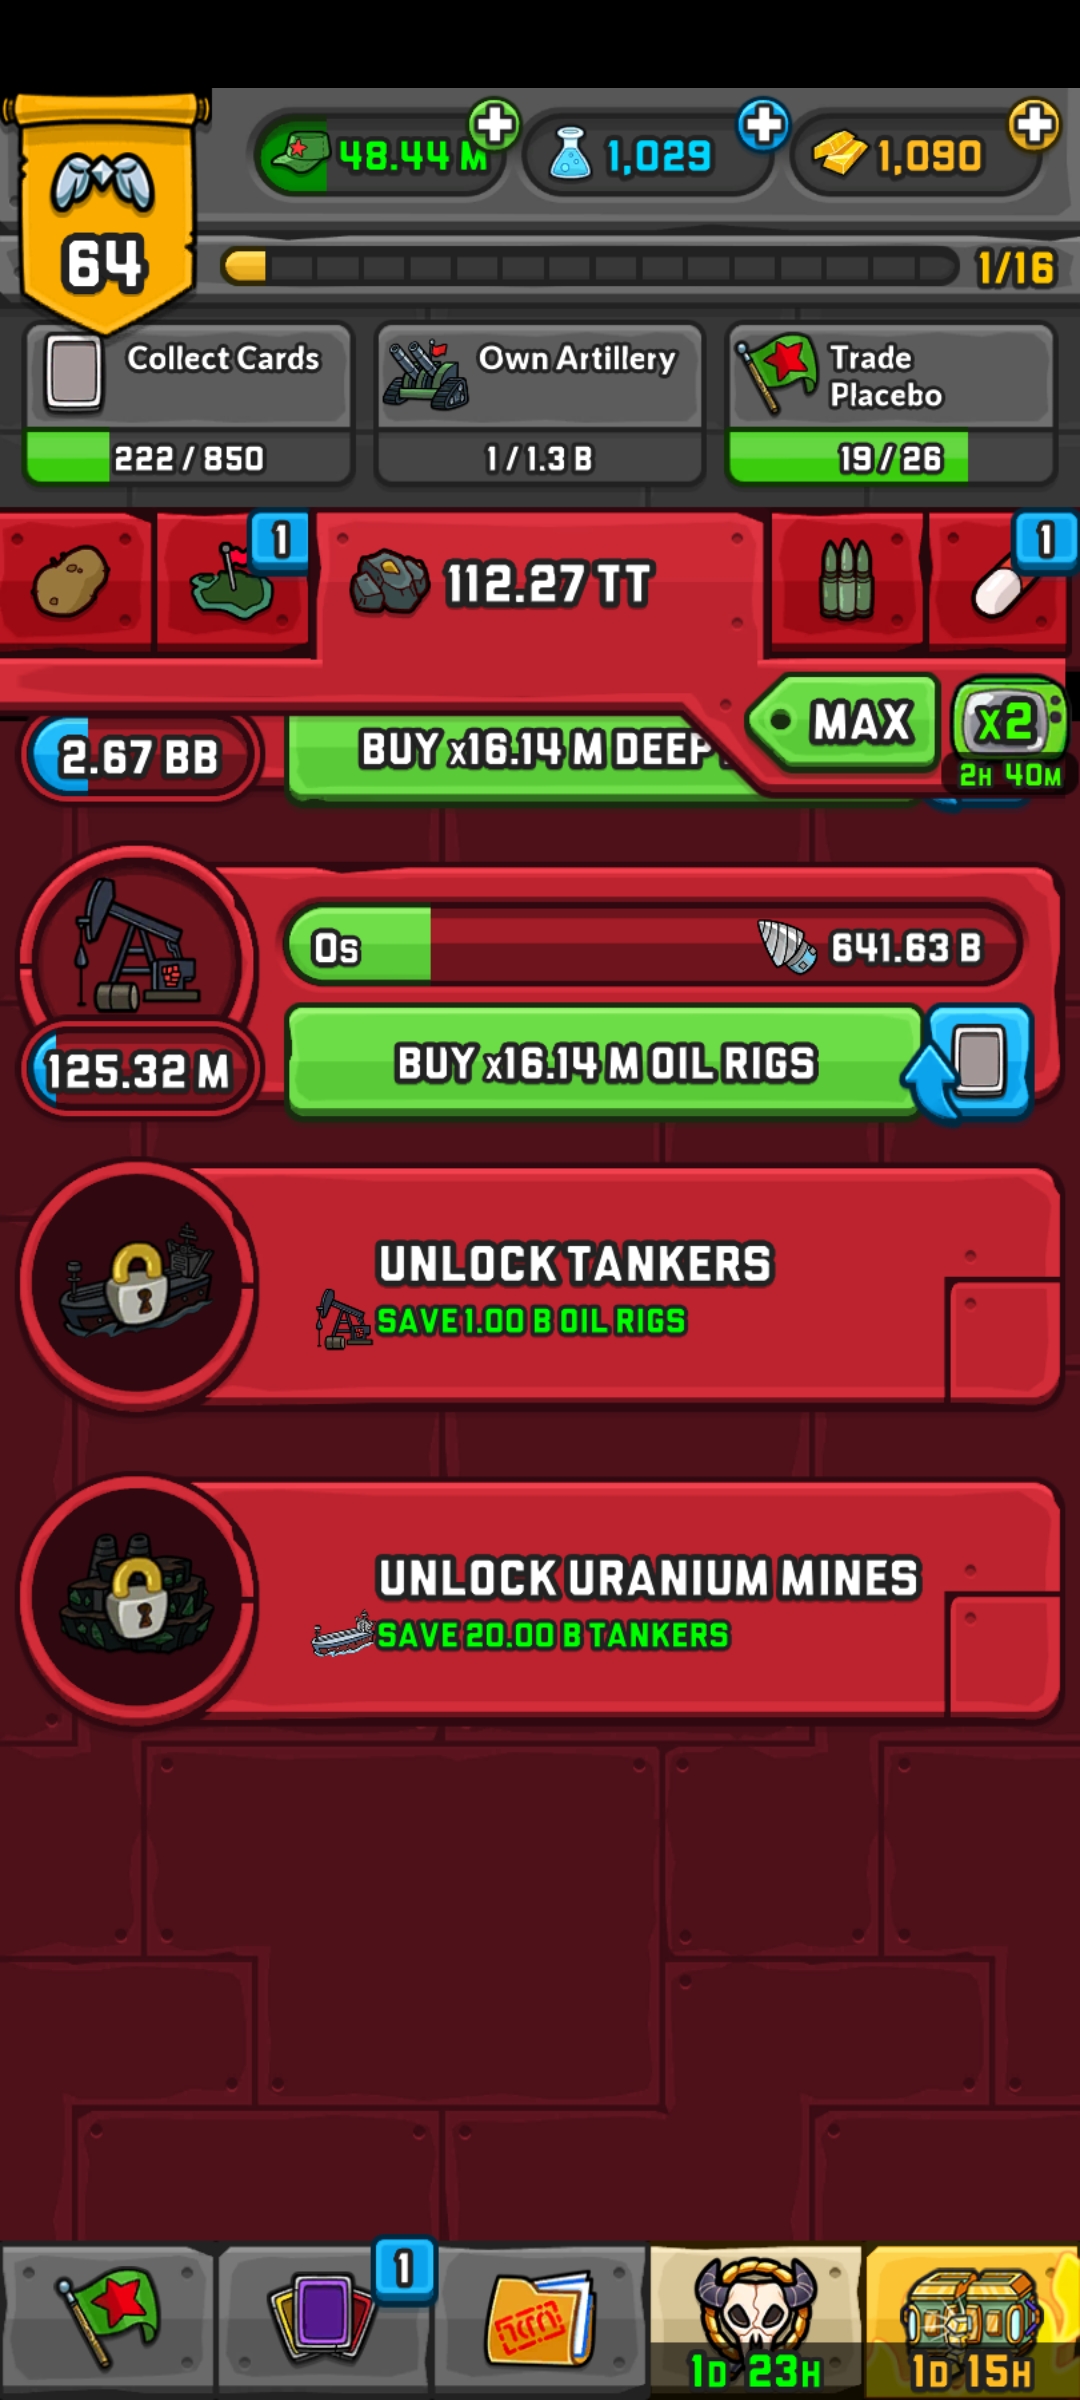 48.44 M
1,029
1,090
64
1/16
Collect Cards
222 / 850
Own Artillery
1 / 1.3 B
Trade
Placebo
19 / 26
1
112.27 TT
1
MAX
x2
2H 40M
2.67 BB
BUY x16.14 M DEEP
0s
641.63 B
125.32 M
BUY x16.14 M OIL RIGS
UNLOCK TANKERS
SAVE 1.00 B OIL RIGS
UNLOCK URANIUM MINES
SAVE 20.00 B TANKERS
1
1D 23H
1D 15H